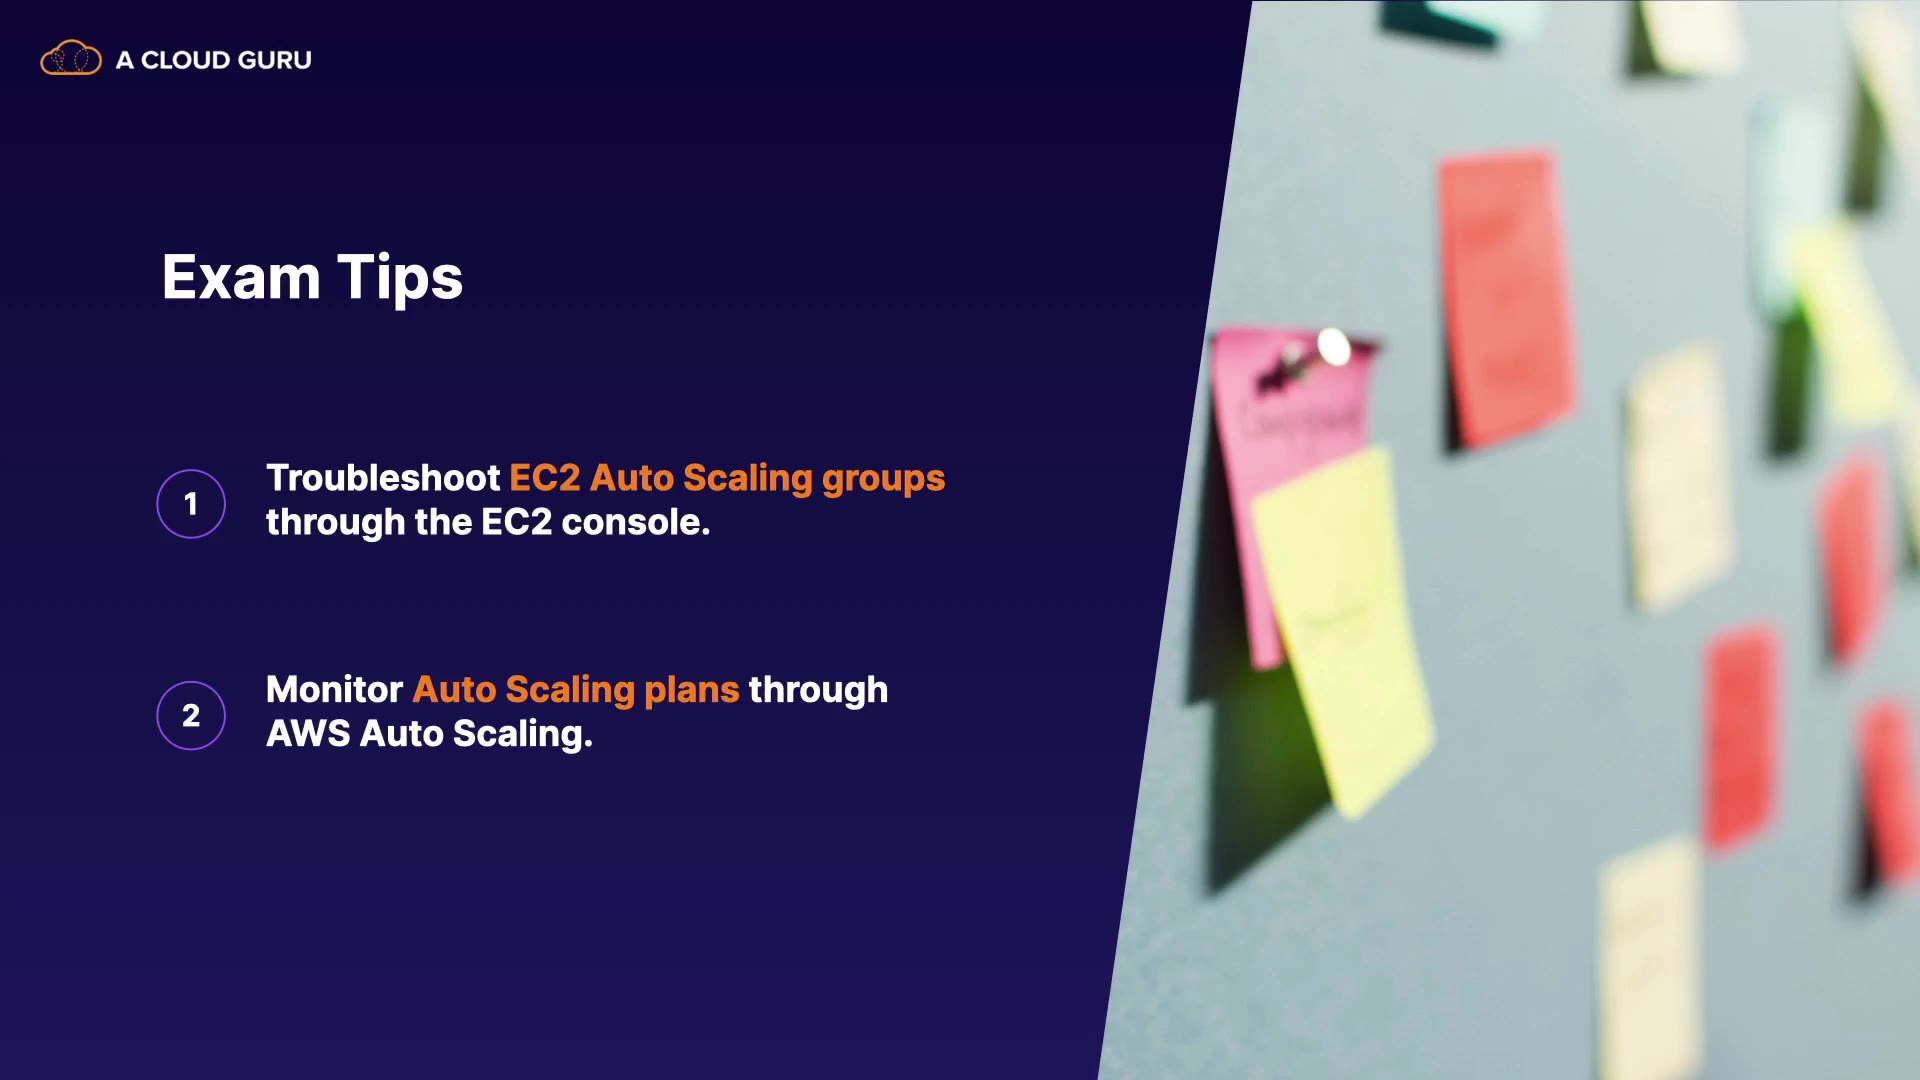 A CLOUD GURU
Exam Tips
1
Troubleshoot EC2 Auto Scaling groups
through the EC2 console.
2
Monitor Auto Scaling plans through
AWS Auto Scaling.